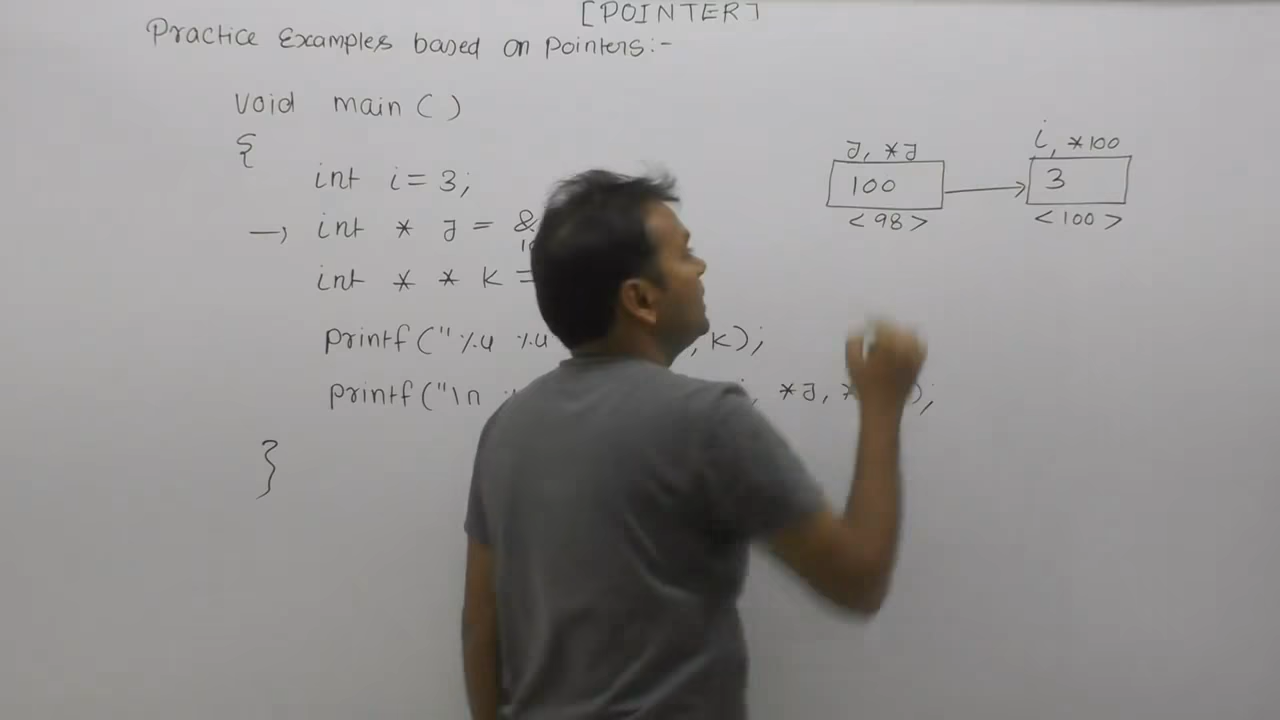 [POINTER]
Practice Examples based on pointers:-
void main ( )
{
int i = 3;
→ int * J = &
int * * K =
printf (" %u %u , K);
printf ("\n , *J, * );
}
J, *J
100
<98>
i, *100
3
<100>